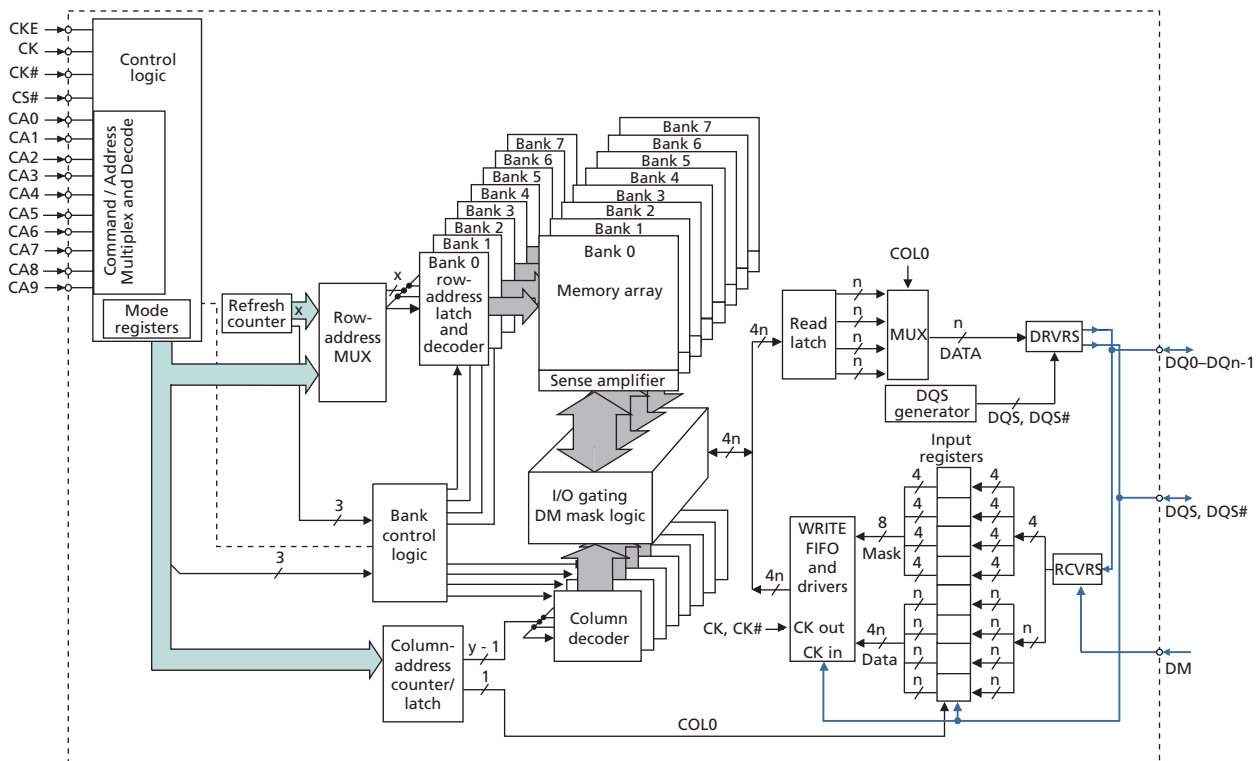 CKE
CK
CK#
CS#
CA0
CA1
CA2
CA3
CA4
CA5
CA6
CA7
CA8
CA9
Control
logic
Command / Address
Multiplex and Decode
Mode
registers
Refresh
counter
x
Row-
address
MUX
x
Bank 7
Bank 6
Bank 5
Bank 4
Bank 3
Bank 2
Bank 1
Bank 0
row-
address
latch
and
decoder
Bank 7
Bank 6
Bank 5
Bank 4
Bank 3
Bank 2
Bank 1
Bank 0
Memory array
Sense amplifier
3
3
Bank
control
logic
I/O gating
DM mask logic
Column
decoder
Column-
address
counter/
latch
y - 1
1
COL0
4n
4n
4n
Read
latch
n
n
n
n
COL0
MUX
n
DATA
DRVRS
DQS
generator
DQS, DQS#
DQ0–DQn-1
DQS, DQS#
DM
Input
registers
4
4
4
4
4
4
4
4
4
n
n
n
n
n
n
n
n
n
RCVRS
8
Mask
4n
Data
WRITE
FIFO
and
drivers
CK out
CK in
CK, CK#